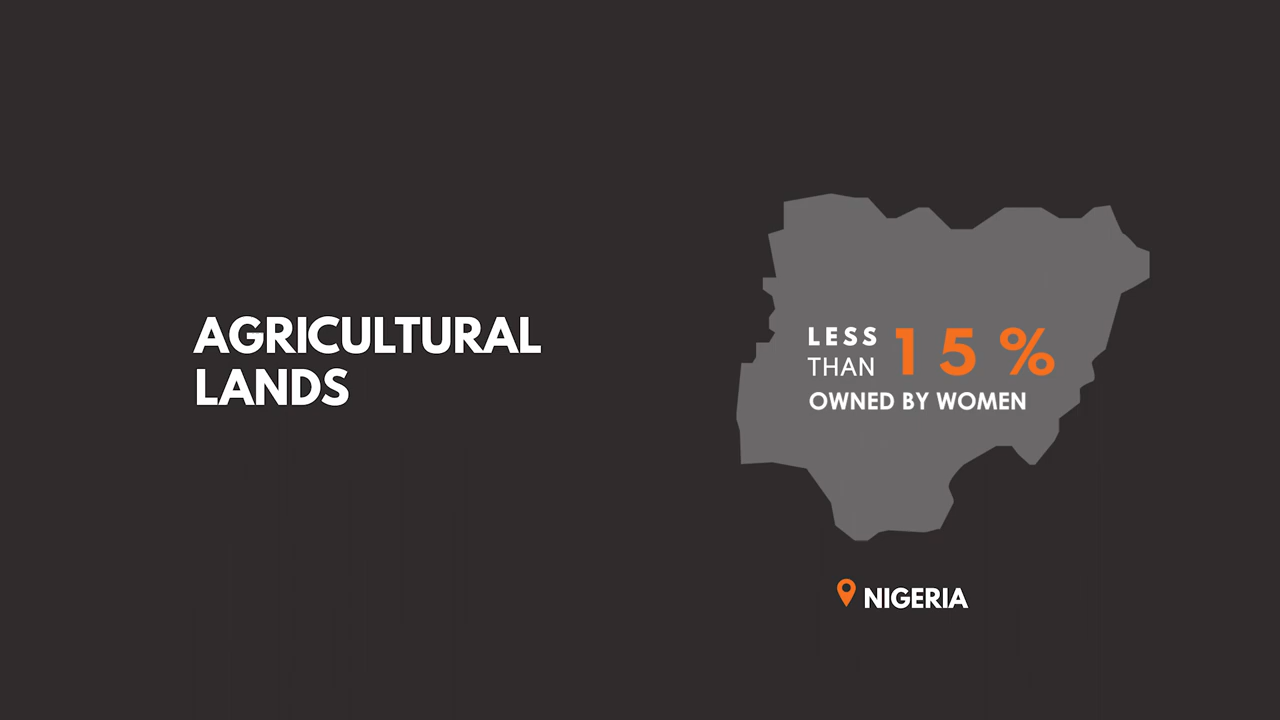 AGRICULTURAL
LANDS
LESS
THAN
15 %
OWNED BY WOMEN
NIGERIA